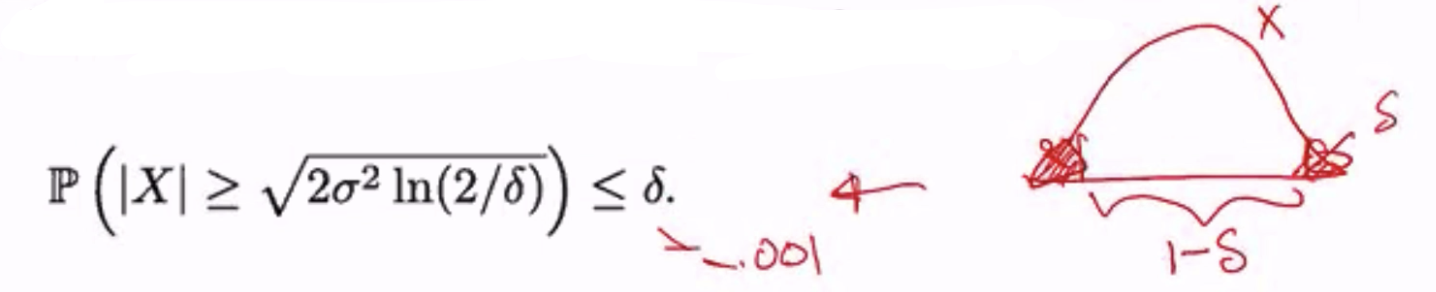 X
δ
ℙ(|X| ≥ √(2σ² ln(2/δ))) ≤ δ.
.001
1-δ